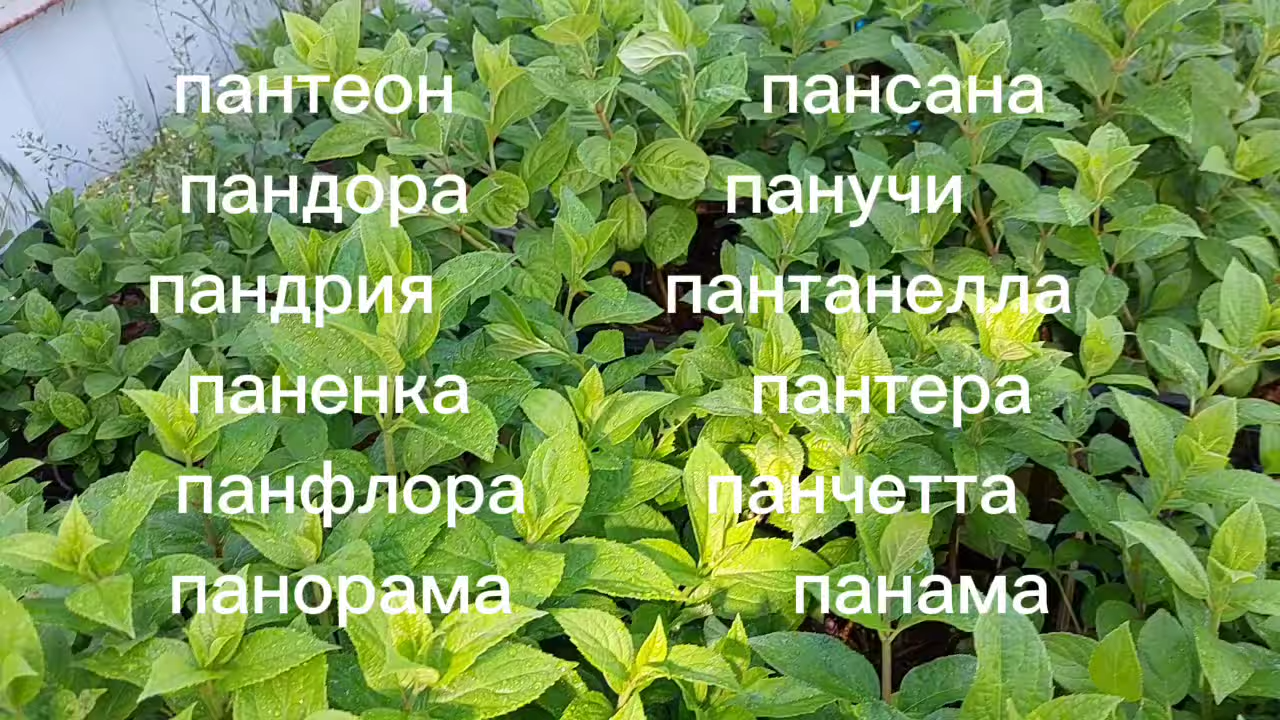 пантеон пансана
пандора панучи
пандрия пантанелла
паненка пантера
панфлора панчетта
панорама панама